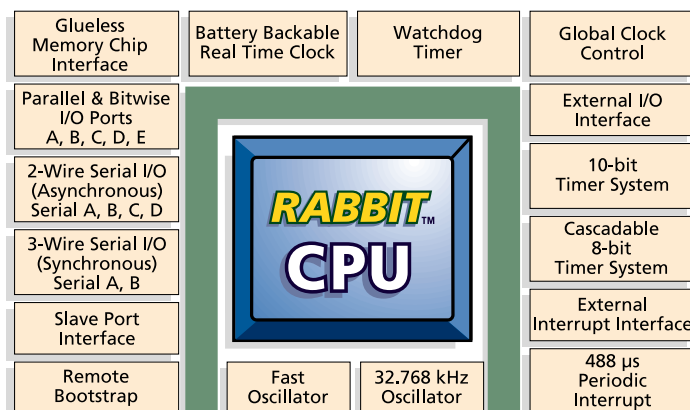 Glueless
Memory Chip
Interface
Battery Backable
Real Time Clock
Watchdog
Timer
Global Clock
Control
Parallel & Bitwise
I/O Ports
A, B, C, D, E
External I/O
Interface
2-Wire Serial I/O
(Asynchronous)
Serial A, B, C, D
10-bit
Timer System
3-Wire Serial I/O
(Synchronous)
Serial A, B
Cascadable
8-bit
Timer System
RABBIT™
CPU
Slave Port
Interface
External
Interrupt Interface
Remote
Bootstrap
Fast
Oscillator
32.768 kHz
Oscillator
488 µs
Periodic
Interrupt